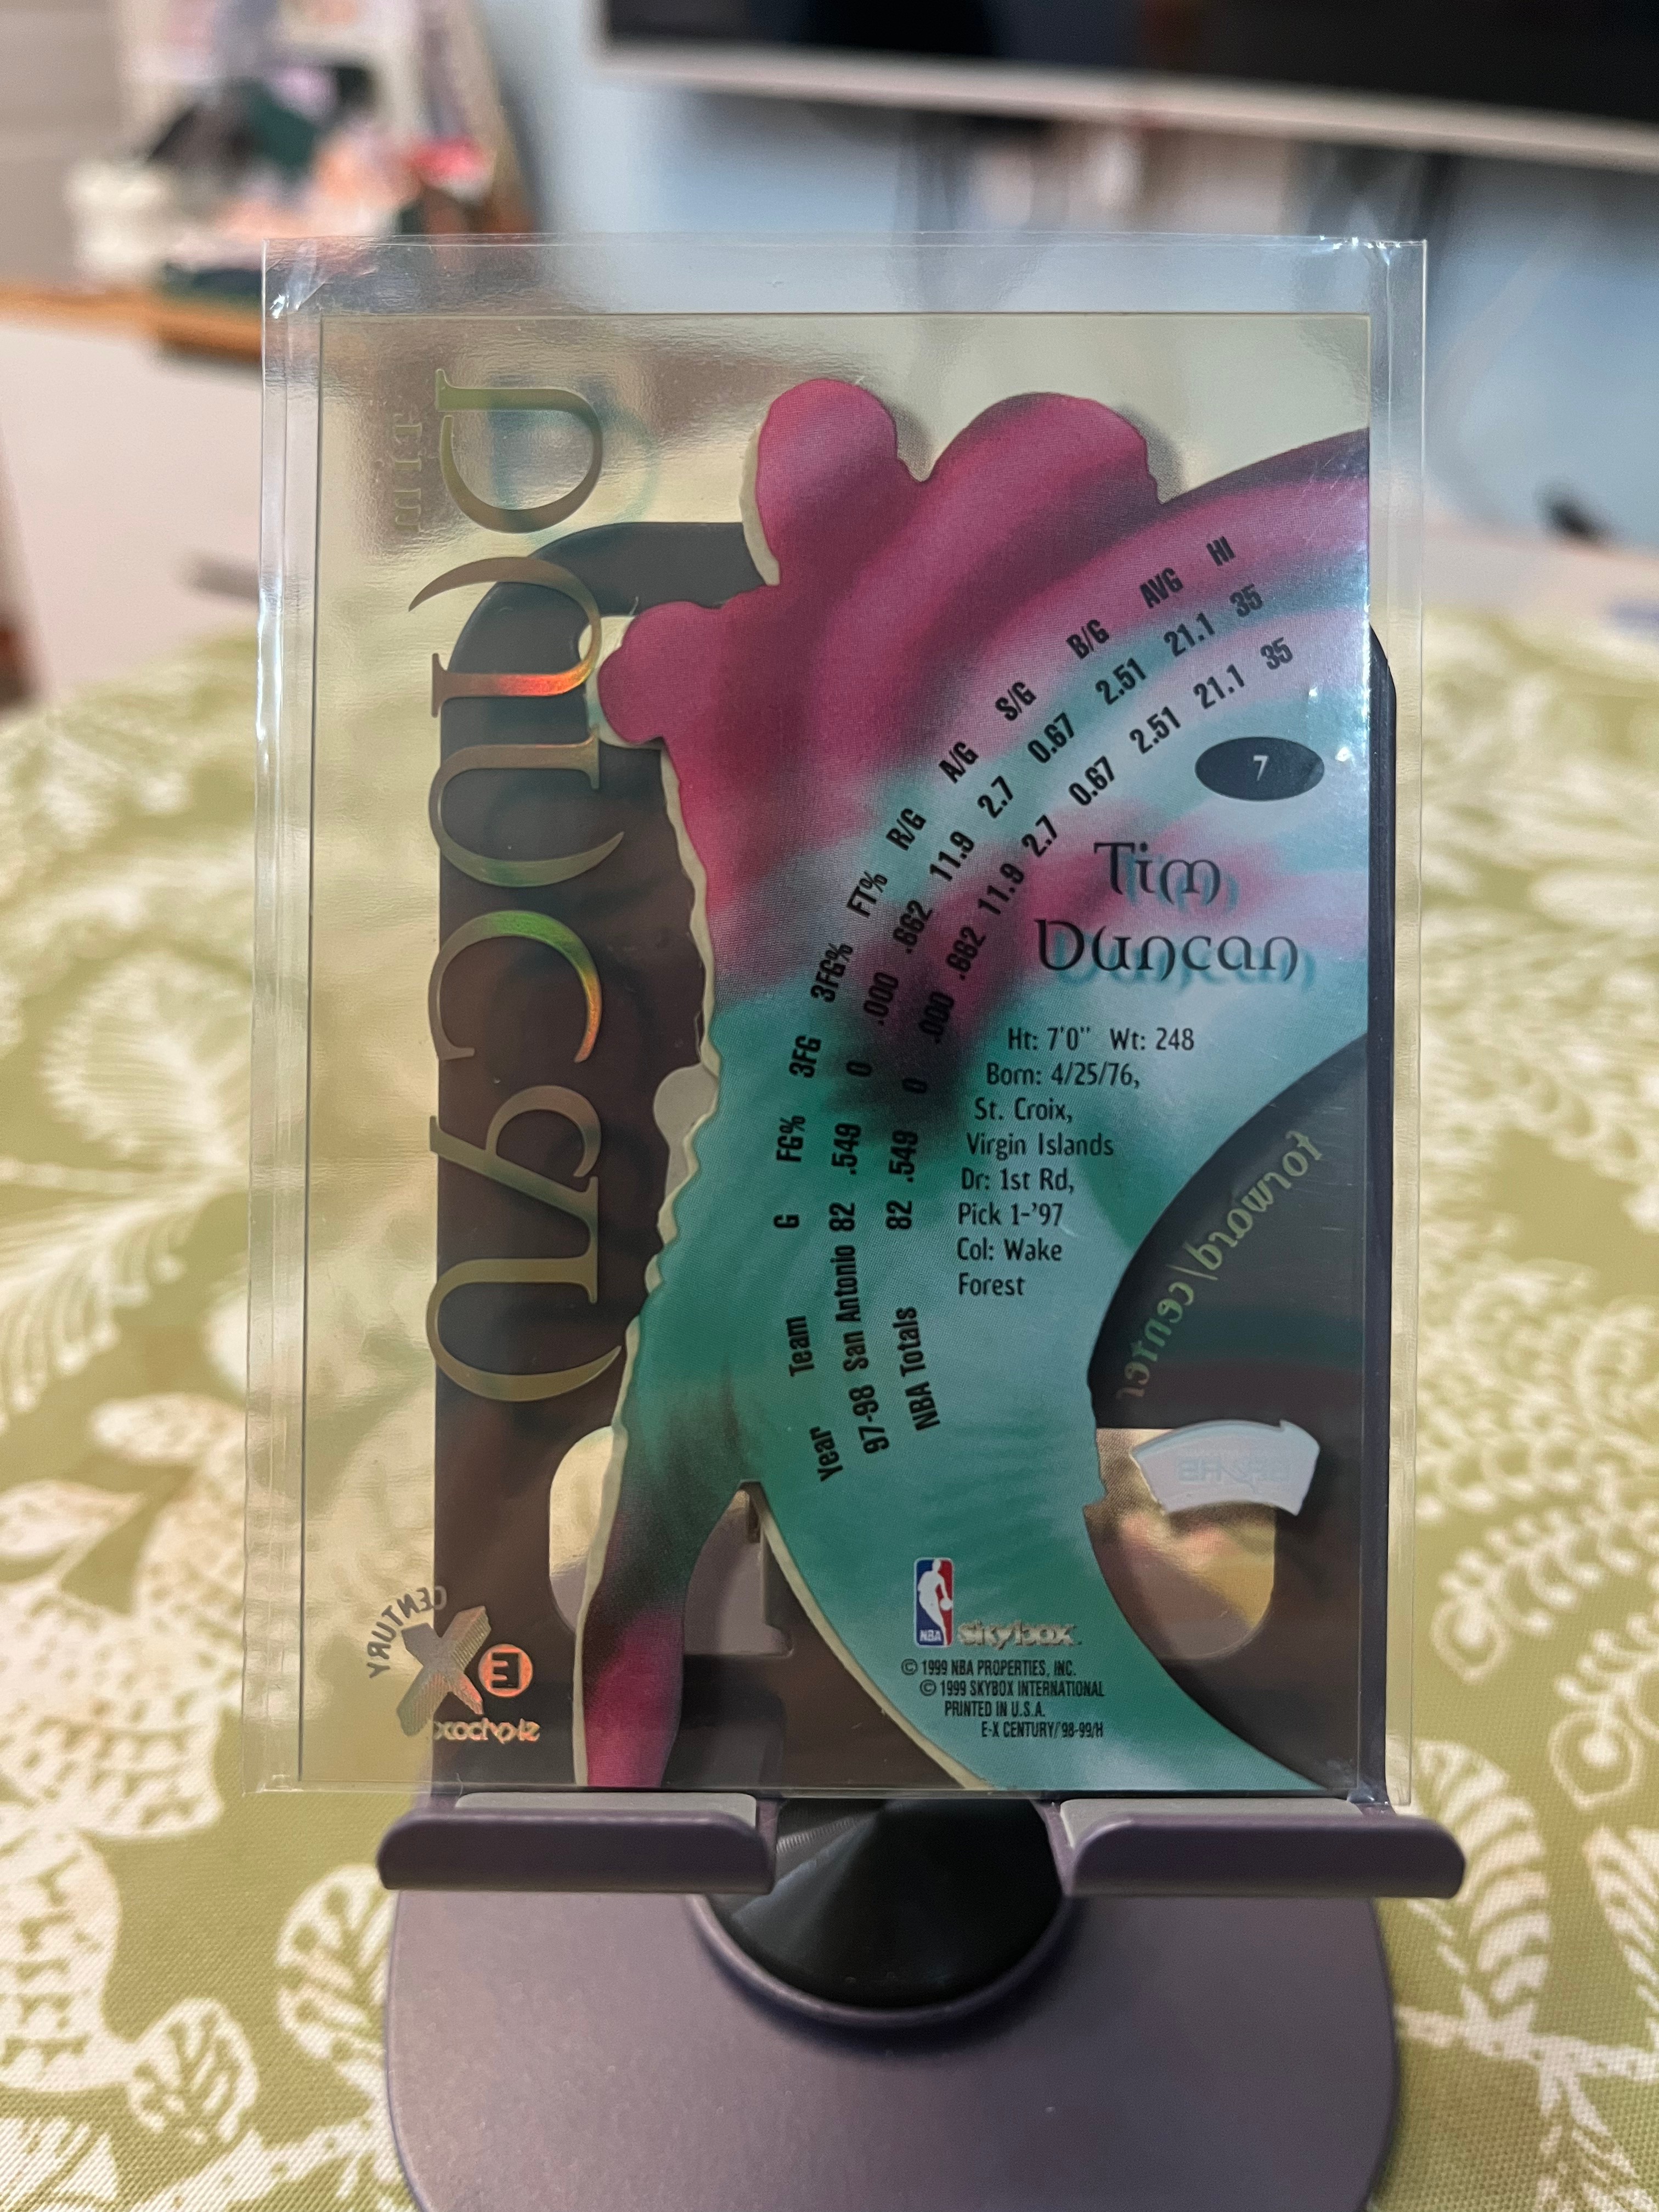 tim
Duncan
Year Team G FG% 3FG 3FG% FT% R/G A/G S/G B/G AVG HI
97-98 San Antonio 82 .549 0 .000 .662 11.9 2.7 0.67 2.51 21.1 35
NBA Totals 82 .549 0 .000 .662 11.9 2.7 0.67 2.51 21.1 35
7
Tim
Duncan
Ht: 7'0" Wt: 248
Born: 4/25/76,
St. Croix,
Virgin Islands
Dr: 1st Rd,
Pick 1-'97
Col: Wake
Forest
forward/center
NBA
skybox
© 1999 NBA PROPERTIES, INC.
© 1999 SKYBOX INTERNATIONAL
PRINTED IN U.S.A.
E-X CENTURY/'98-99/H
E X
CENTURY